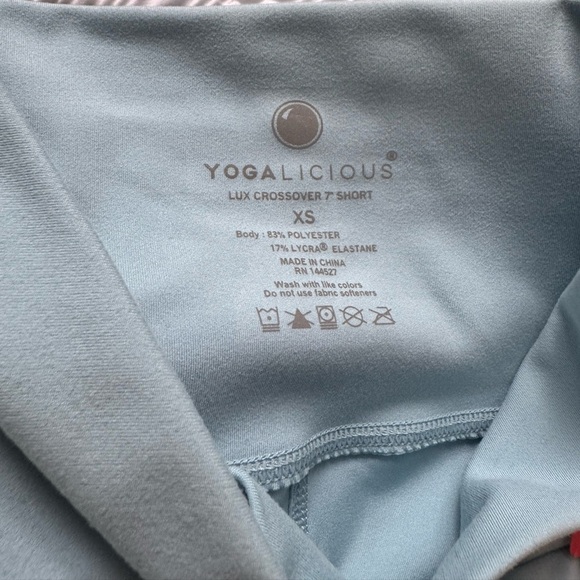 YOGALICIOUS®
LUX CROSSOVER 7" SHORT
XS
Body : 83% POLYESTER
17% LYCRA® ELASTANE
MADE IN CHINA
RN 144527
Wash with like colors
Do not use fabric softeners